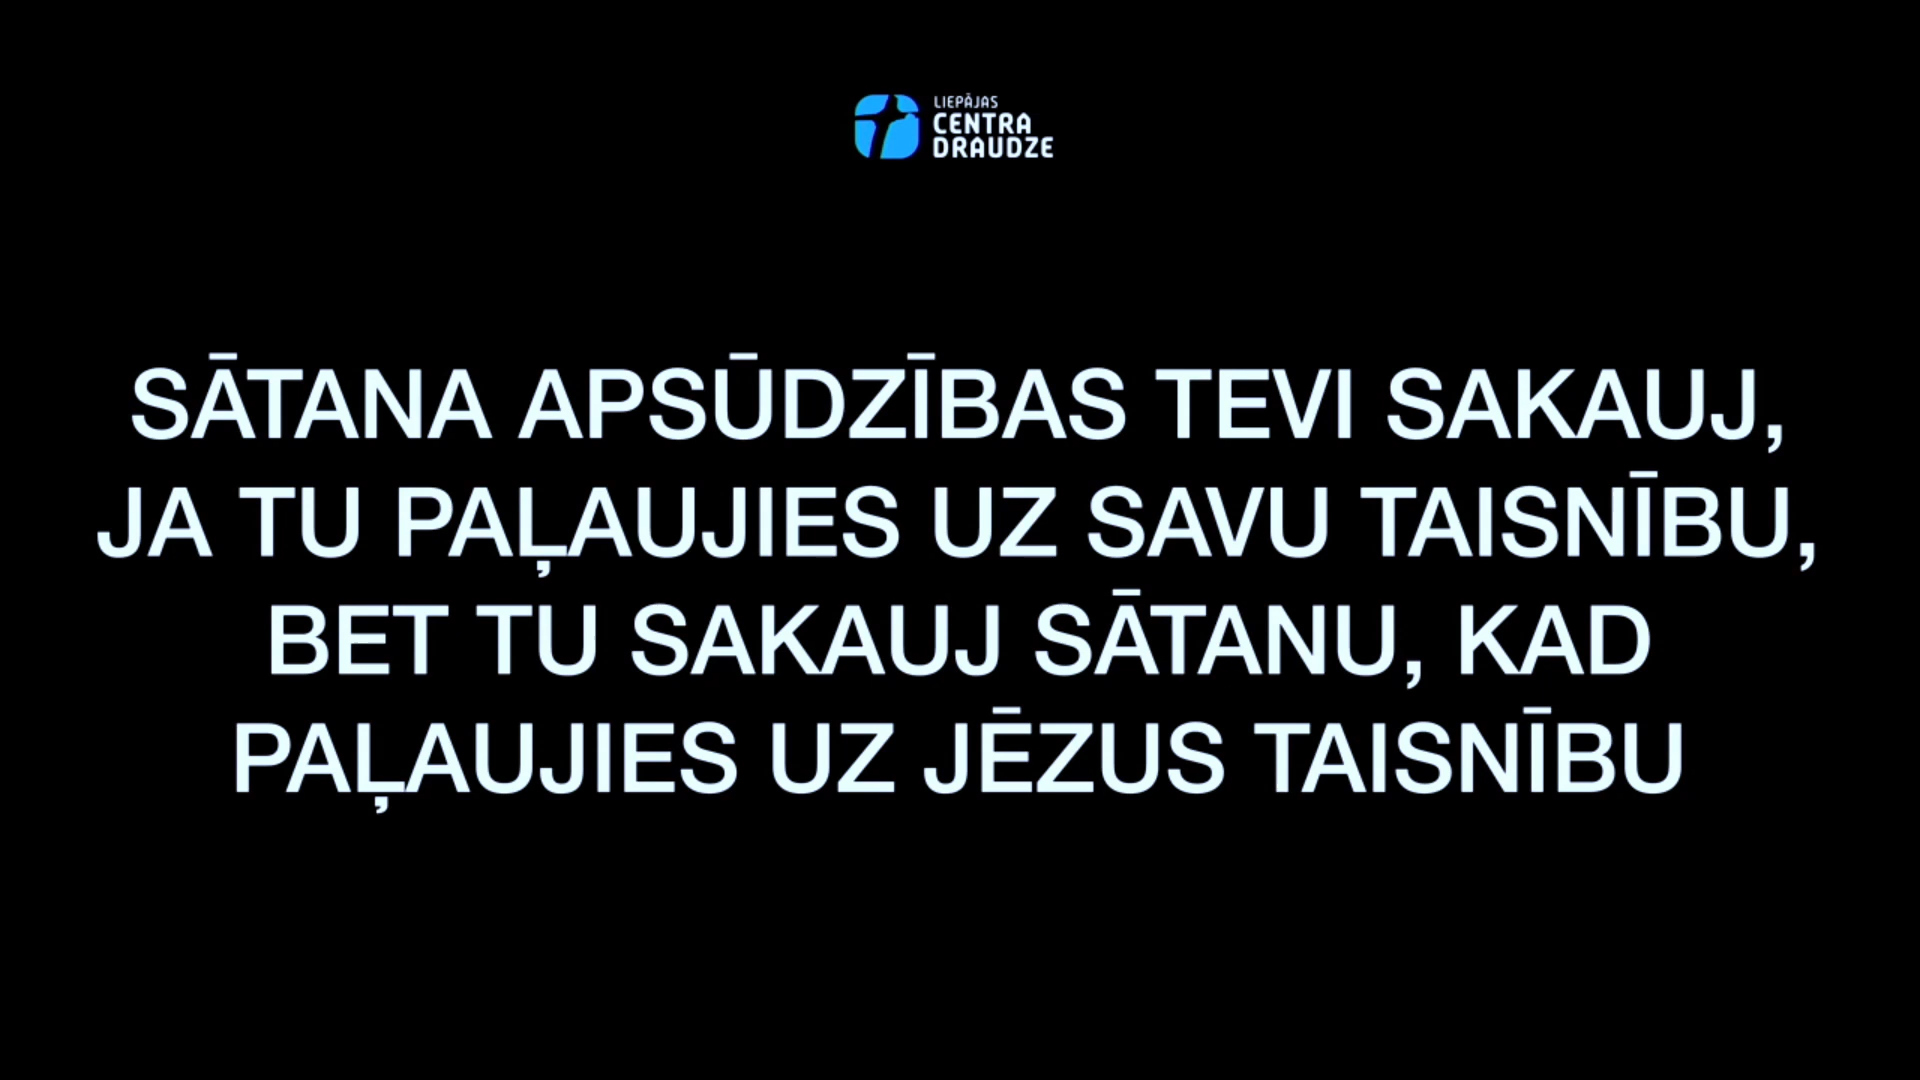 LIEPĀJAS
CENTRA
DRAUDZE
SĀTANA APSŪDZĪBAS TEVI SAKAUJ,
JA TU PAĻAUJIES UZ SAVU TAISNĪBU,
BET TU SAKAUJ SĀTANU, KAD
PAĻAUJIES UZ JĒZUS TAISNĪBU